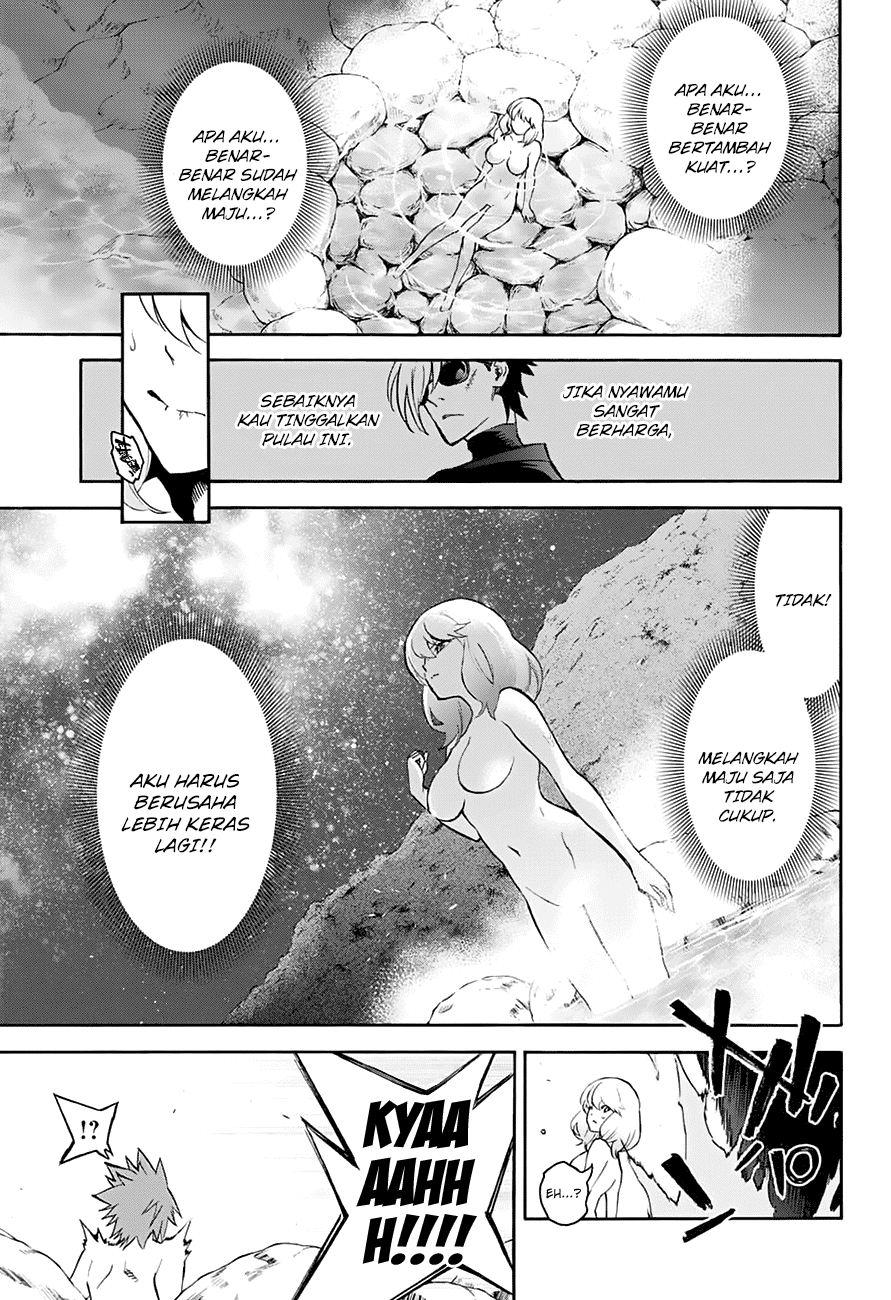 APA AKU...
BENAR-
BENAR
BERTAMBAH
KUAT...?
APA AKU...
BENAR-
BENAR SUDAH
MELANGKAH
MAJU...?
JIKA NYAWAMU
SANGAT
BERHARGA,
SEBAIKNYA
KAU TINGGALKAN
PULAU INI.
TIDAK!
MELANGKAH
MAJU SAJA
TIDAK
CUKUP.
AKU HARUS
BERUSAHA
LEBIH KERAS
LAGI!!
EH...?
KYAA
AAHH
H!!!!
!?